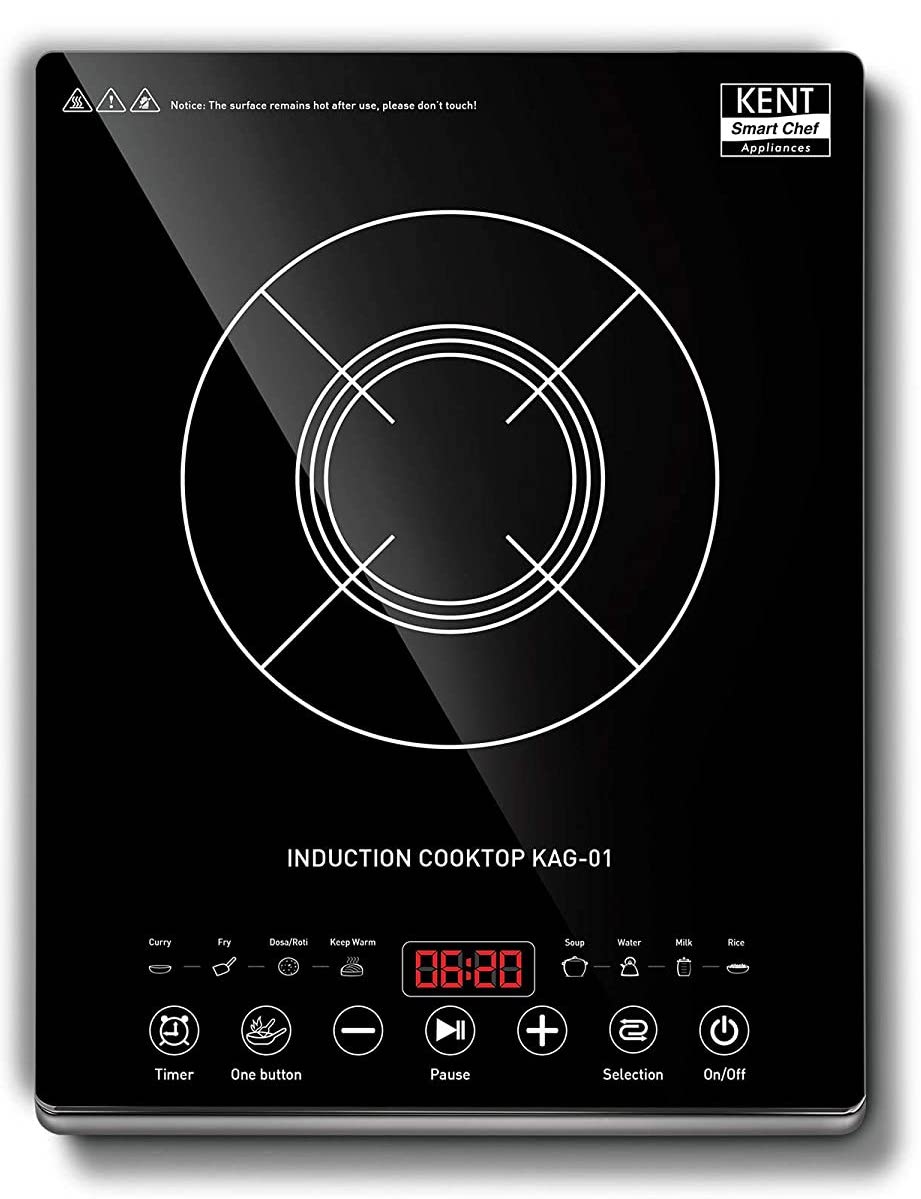 Notice: The surface remains hot after use, please don't touch!
KENT
Smart Chef
Appliances
INDUCTION COOKTOP KAG-01
Curry Fry Dosa/Roti Keep Warm
06:20
Soup Water Milk Rice
Timer One button Pause Selection On/Off